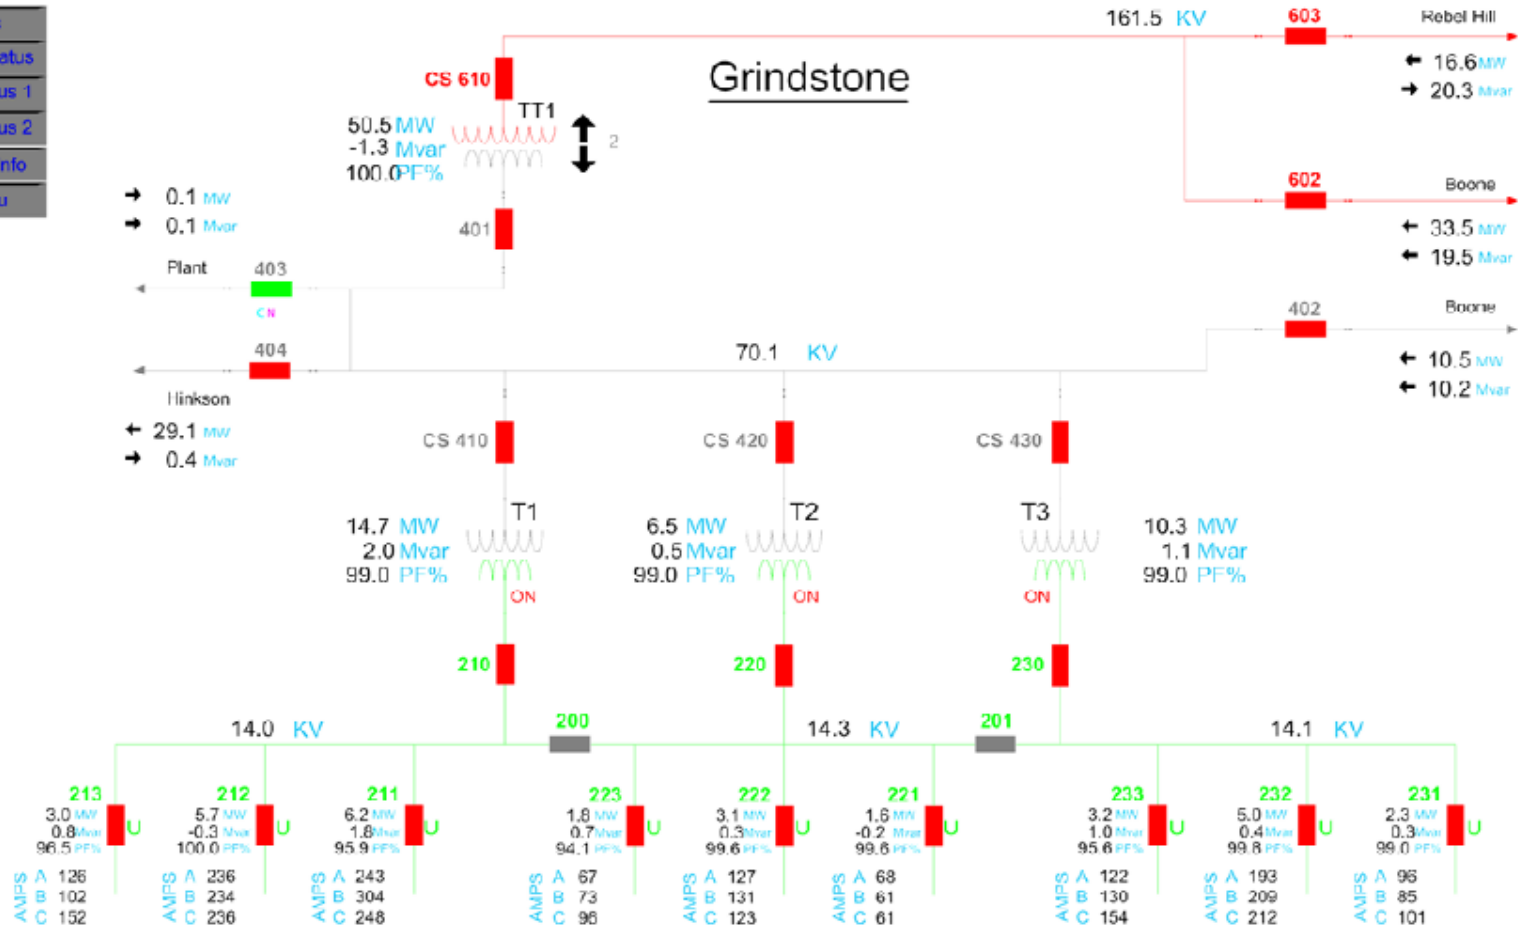 atus
us 1
us 2
nfo
u
161.5 KV
603
Rebel Hill
16.6 MW
20.3 Mvar
Grindstone
CS 610
TT1
50.5 MW
-1.3 Mvar
100.0 PF%
2
602
Boone
33.5 MW
19.5 Mvar
0.1 MW
0.1 Mvar
401
Plant
403
CN
404
Hinkson
29.1 MW
0.4 Mvar
70.1 KV
402
Boone
10.5 MW
10.2 Mvar
CS 410
CS 420
CS 430
T1
14.7 MW
2.0 Mvar
99.0 PF%
ON
T2
6.5 MW
0.5 Mvar
99.0 PF%
ON
T3
10.3 MW
1.1 Mvar
99.0 PF%
ON
210
220
230
14.0 KV
200
14.3 KV
201
14.1 KV
213
3.0 MW
0.8 Mvar
96.5 PF%
U
AMPS
A 126
B 102
C 152
212
5.7 MW
-0.3 Mvar
100.0 PF%
U
AMPS
A 236
B 234
C 236
211
6.2 MW
1.8 Mvar
95.9 PF%
U
AMPS
A 243
B 304
C 248
223
1.8 MW
0.7 Mvar
94.1 PF%
U
AMPS
A 67
B 73
C 96
222
3.1 MW
0.3 Mvar
99.6 PF%
U
AMPS
A 127
B 131
C 123
221
1.6 MW
-0.2 Mvar
99.6 PF%
U
AMPS
A 68
B 61
C 61
233
3.2 MW
1.0 Mvar
95.6 PF%
U
AMPS
A 122
B 130
C 154
232
5.0 MW
0.4 Mvar
99.8 PF%
U
AMPS
A 193
B 209
C 212
231
2.3 MW
0.3 Mvar
99.0 PF%
U
AMPS
A 96
B 85
C 101